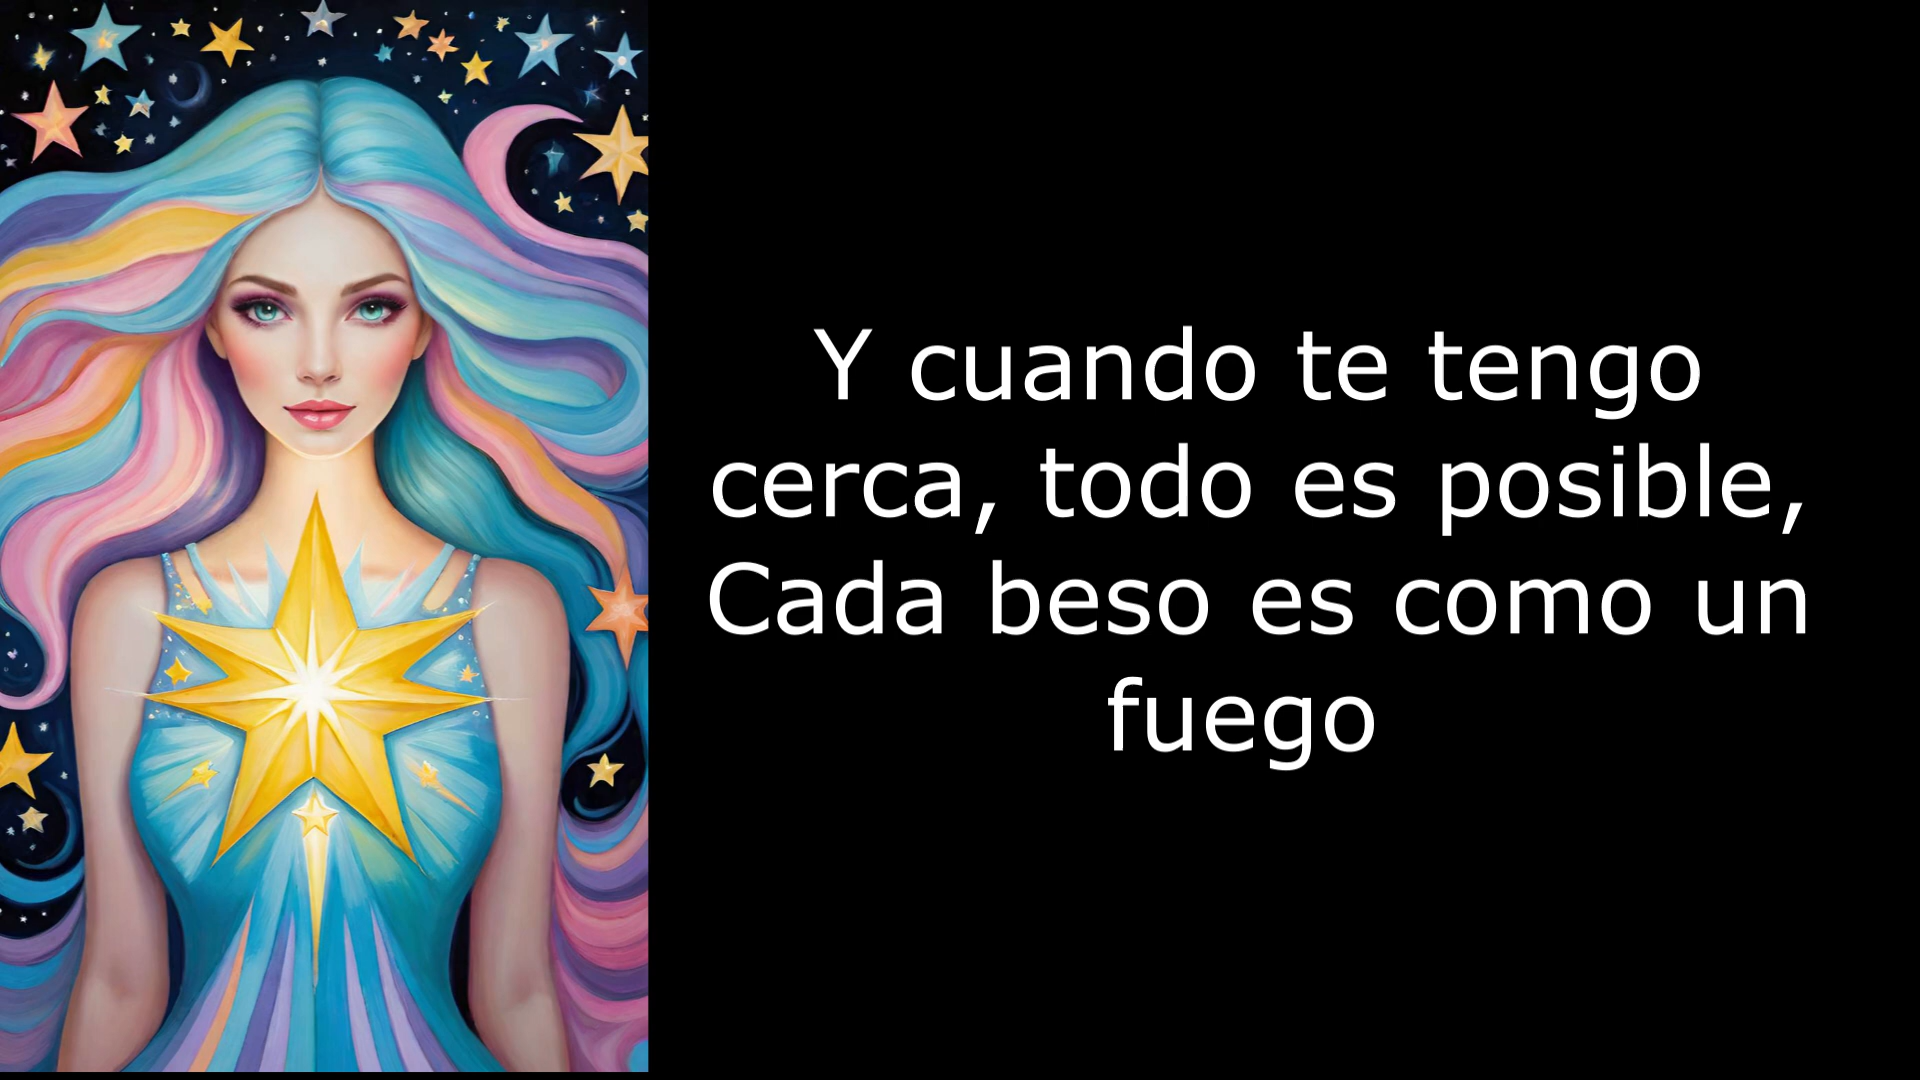 Y cuando te tengo
cerca, todo es posible,
Cada beso es como un
fuego